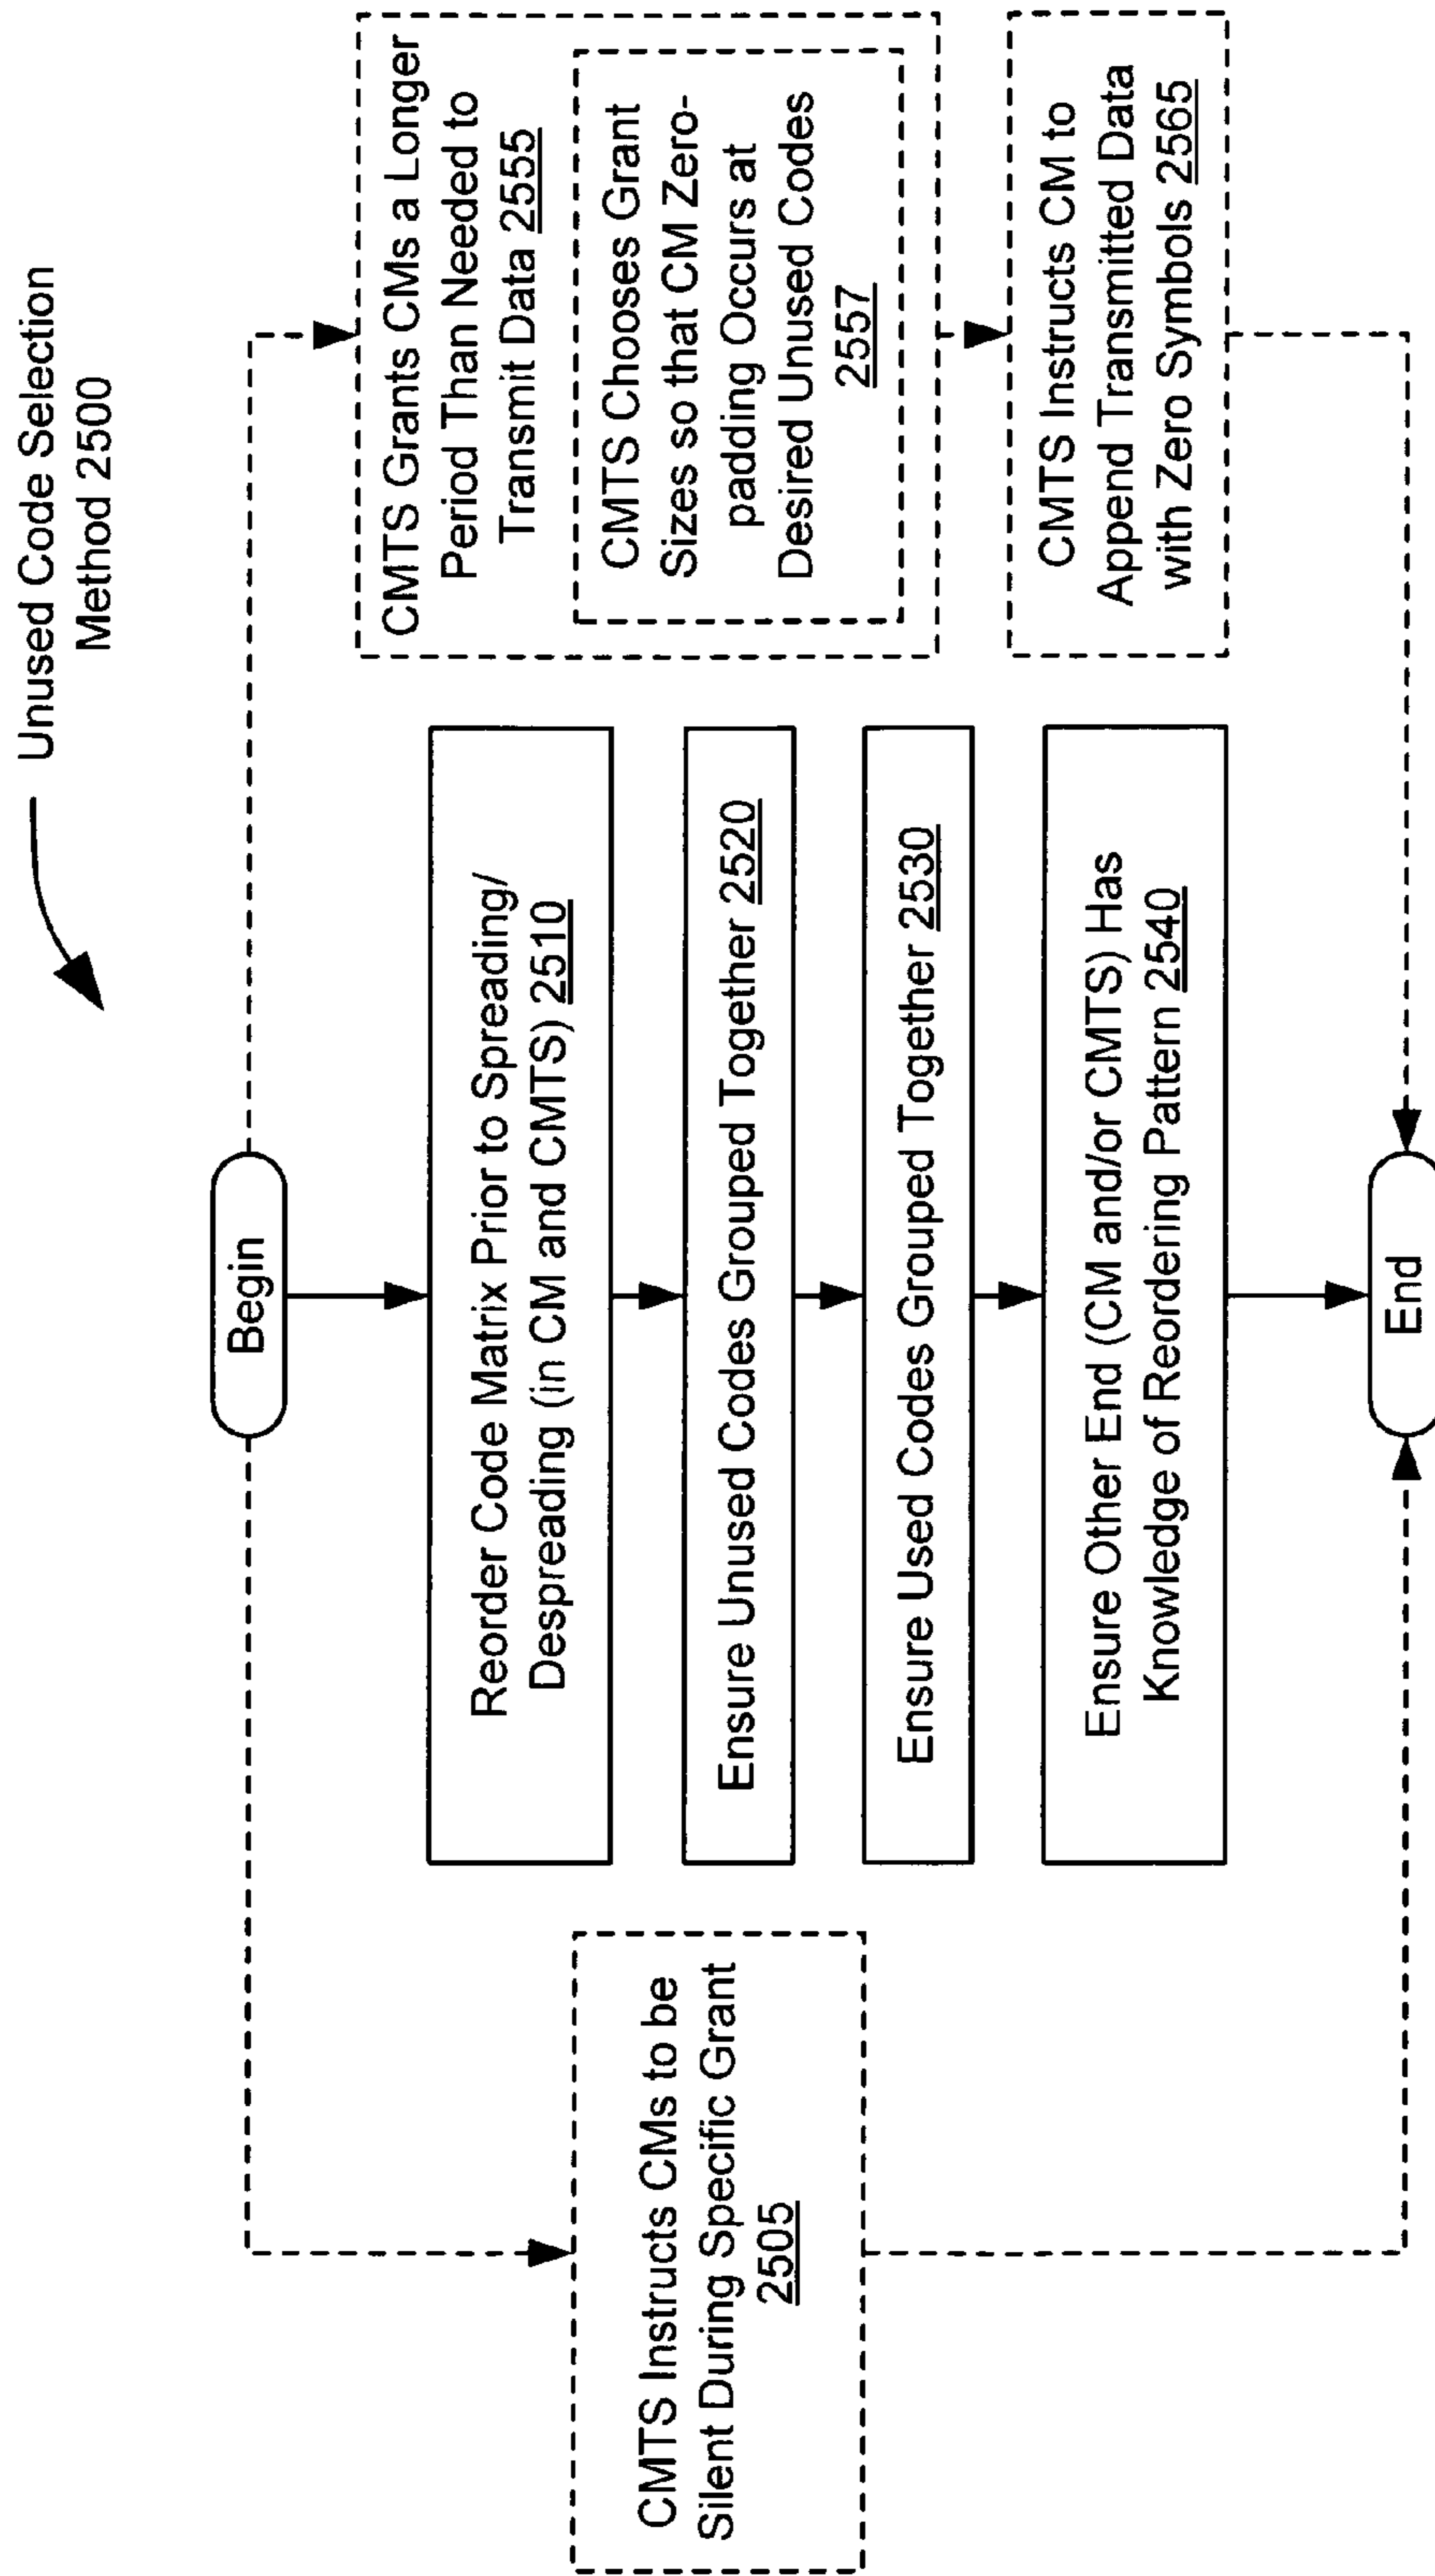 Unused Code Selection
Method 2500
Begin
CMTS Instructs CMs to be
Silent During Specific Grant
2505
Reorder Code Matrix Prior to Spreading/
Despreading (in CM and CMTS) 2510
Ensure Unused Codes Grouped Together 2520
Ensure Used Codes Grouped Together 2530
Ensure Other End (CM and/or CMTS) Has
Knowledge of Reordering Pattern 2540
CMTS Grants CMs a Longer
Period Than Needed to
Transmit Data 2555
CMTS Chooses Grant
Sizes so that CM Zero-
padding Occurs at
Desired Unused Codes
2557
CMTS Instructs CM to
Append Transmitted Data
with Zero Symbols 2565
End